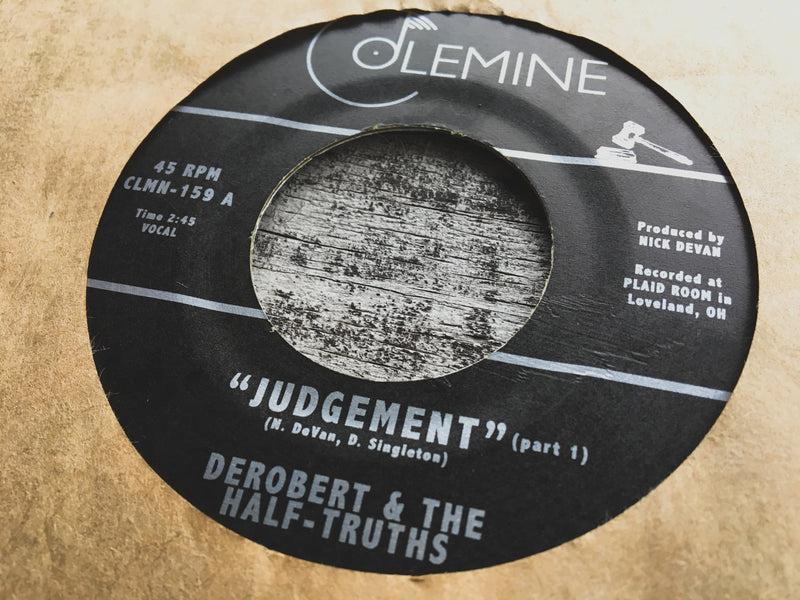 COLEMINE
45 RPM
CLMN-159 A
Time 2:45
VOCAL
Produced by
NICK DEVAN
Recorded at
PLAID ROOM in
Loveland, OH
"JUDGEMENT" (part 1)
(N. DeVan, D. Singleton)
DEROBERT & THE
HALF-TRUTHS